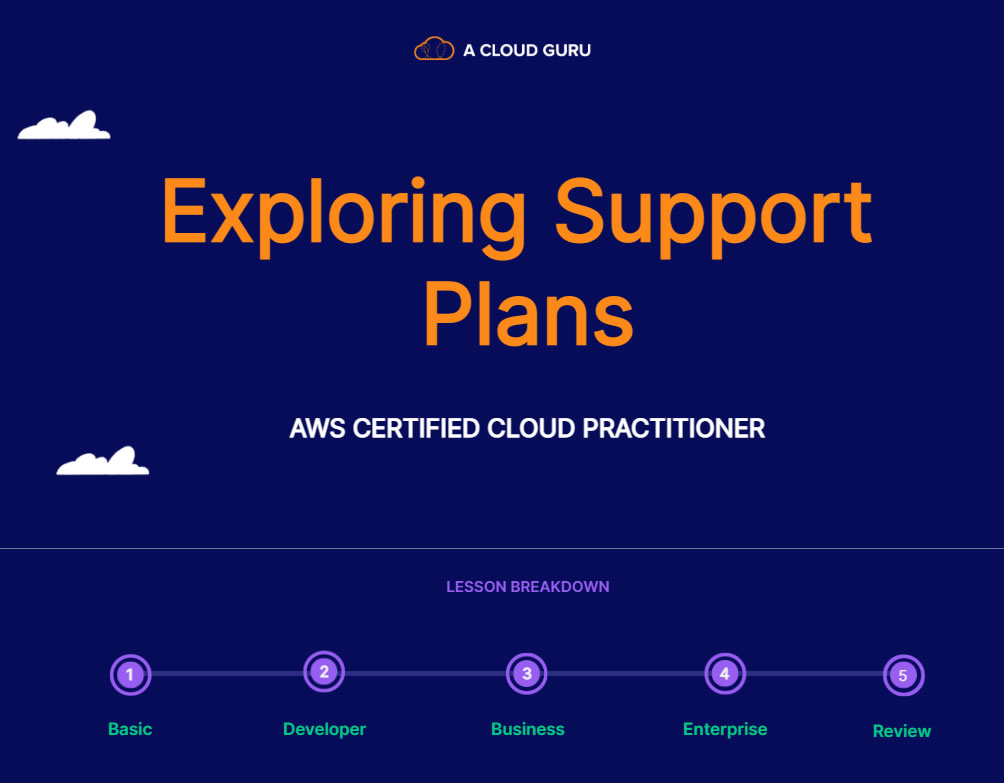 A CLOUD GURU
Exploring Support
Plans
AWS CERTIFIED CLOUD PRACTITIONER
LESSON BREAKDOWN
1 2 3 4 5
Basic Developer Business Enterprise Review